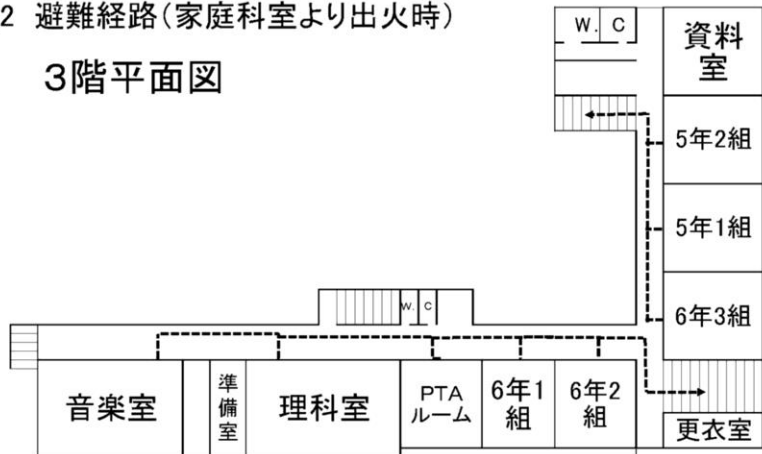 2 避難経路(家庭科室より出火時)
3階平面図
W. C
資料
室
5年2組
5年1組
6年3組
W. C
音楽室
準
備
室
理科室
PTA
ルーム
6年1
組
6年2
組
更衣室